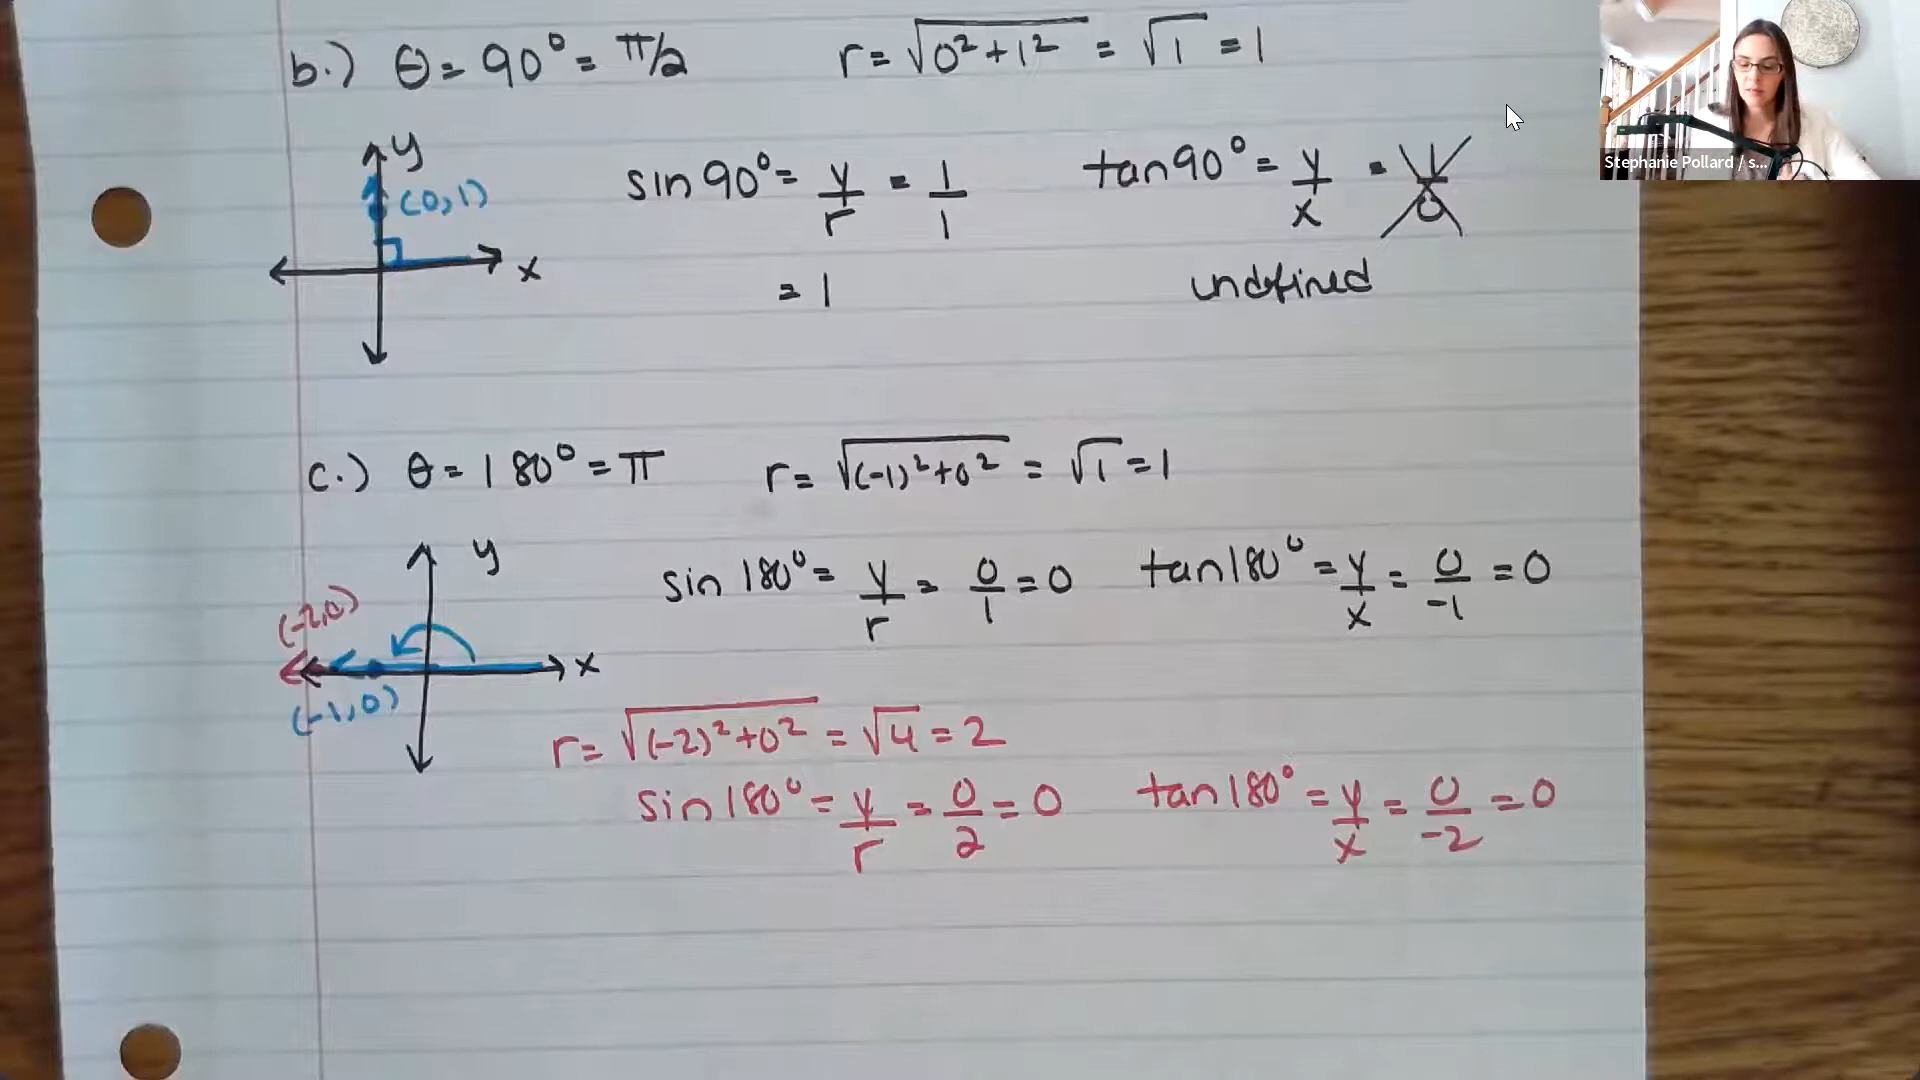 b.) θ = 90° = π/2 r = √(0² + 1²) = √1 = 1
y
(0,1)
x
sin 90° = y/r = 1/1
= 1
tan 90° = y/x = 1/0
undefined
Stephanie Pollard / s...
c.) θ = 180° = π r = √((-1)² + 0²) = √1 = 1
y
(-2,0)
x
(-1,0)
sin 180° = y/r = 0/1 = 0 tan 180° = y/x = 0/-1 = 0
r = √((-2)² + 0²) = √4 = 2
sin 180° = y/r = 0/2 = 0 tan 180° = y/x = 0/-2 = 0